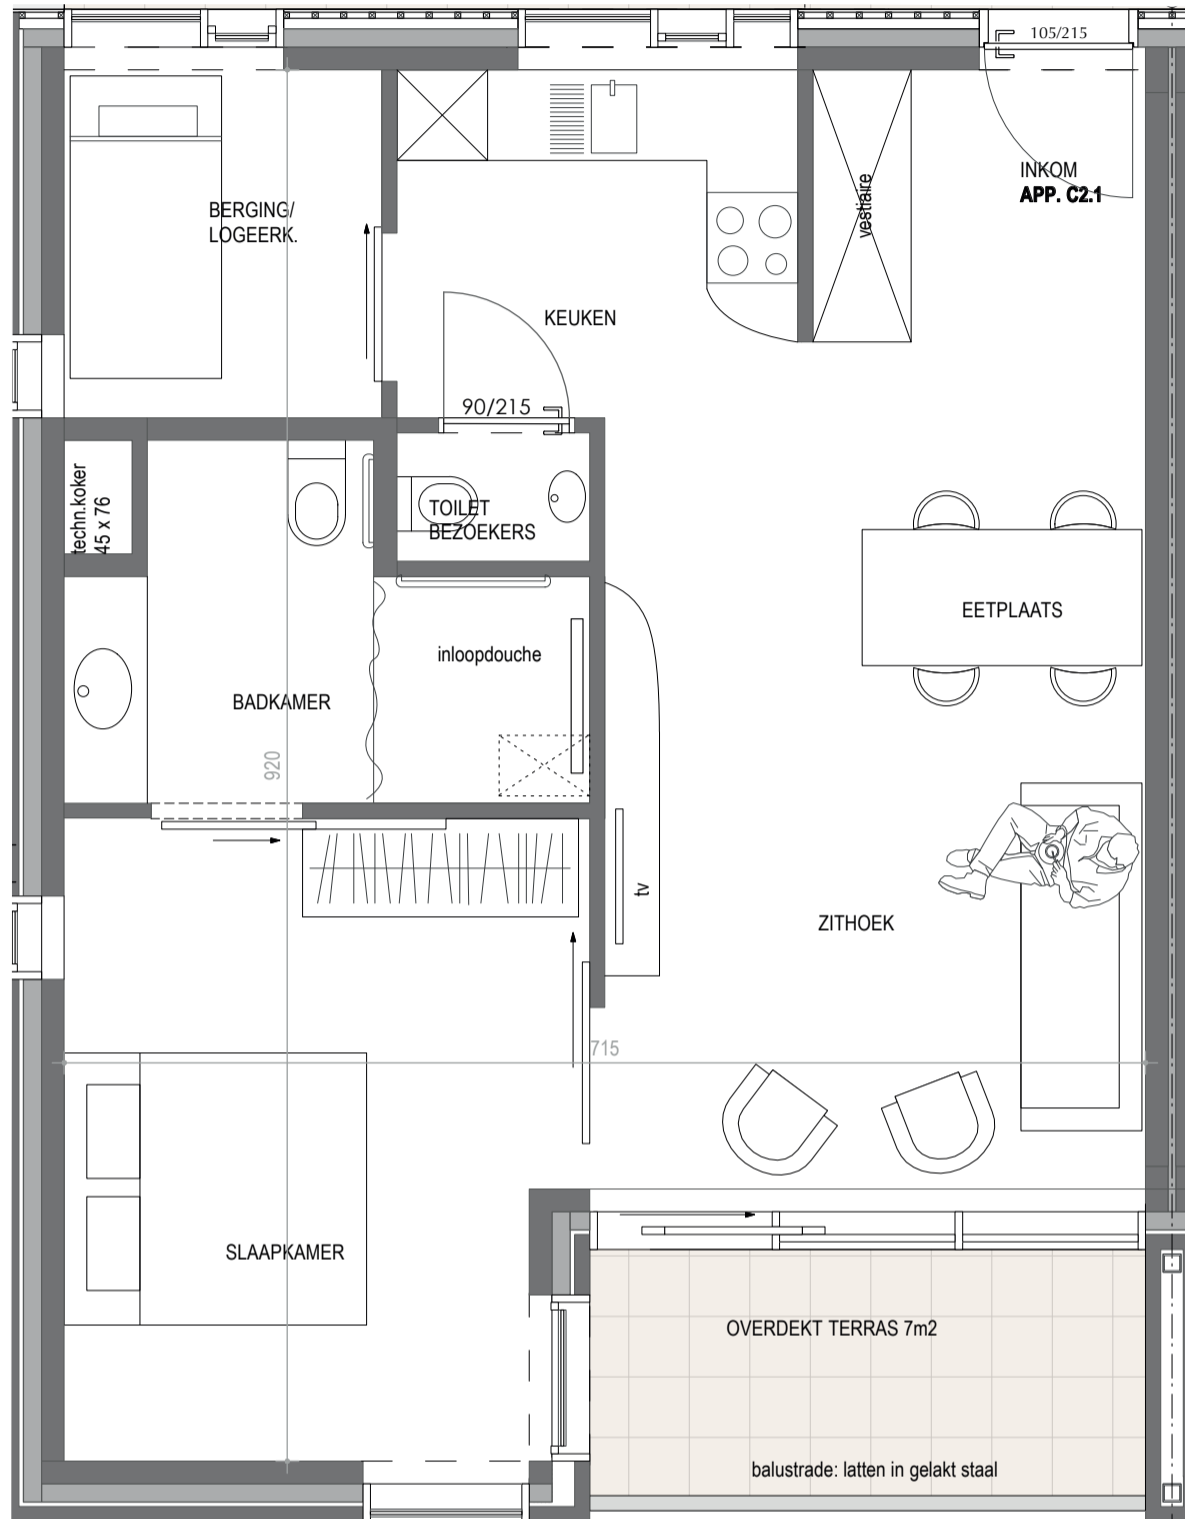 105/215
INKOM
APP. C2.1
vestiaire
BERGING/
LOGEERK.
KEUKEN
90/215
techn.koker
45 x 76
TOILET
BEZOEKERS
EETPLAATS
inloopdouche
BADKAMER
920
tv
ZITHOEK
715
SLAAPKAMER
OVERDEKT TERRAS 7m2
balustrade: latten in gelakt staal